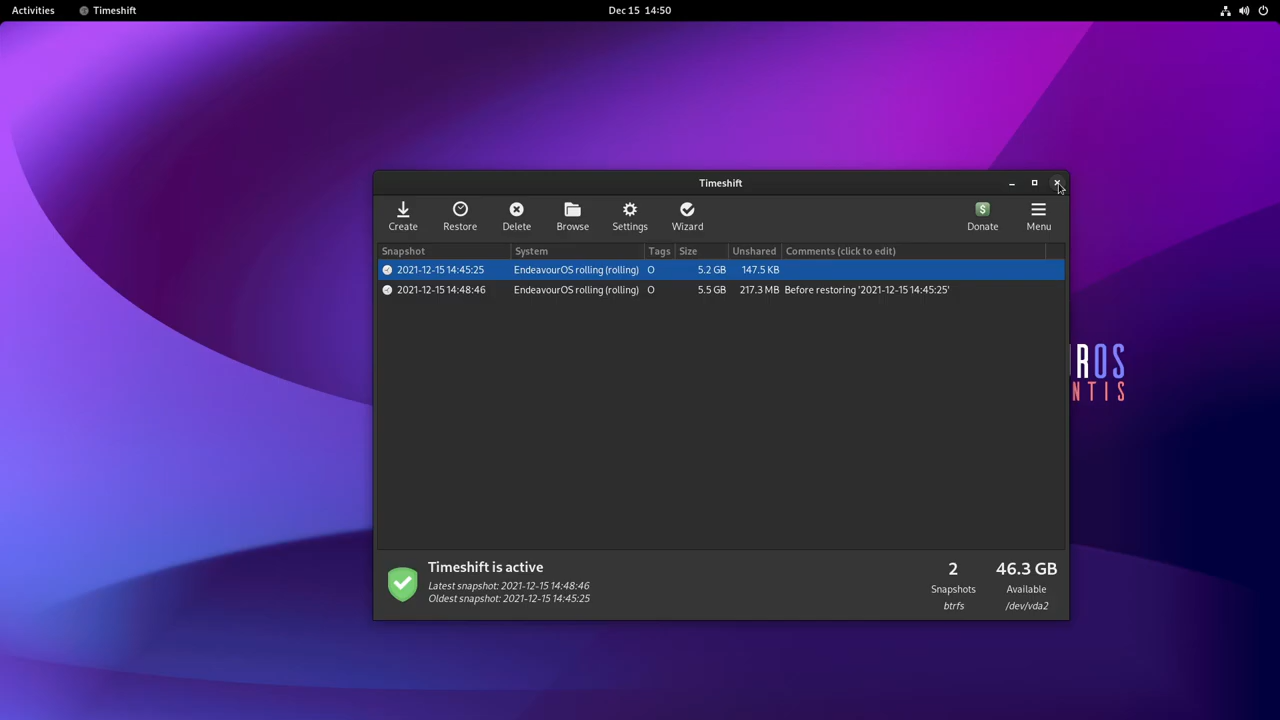 Activities Timeshift Dec 15 14:50
Timeshift
Create Restore Delete Browse Settings Wizard Donate Menu
Snapshot System Tags Size Unshared Comments (click to edit)
2021-12-15 14:45:25 EndeavourOS rolling (rolling) O 5.2 GB 147.5 KB
2021-12-15 14:48:46 EndeavourOS rolling (rolling) O 5.5 GB 217.3 MB Before restoring '2021-12-15 14:45:25'
ROS
NTIS
Timeshift is active
Latest snapshot: 2021-12-15 14:48:46
Oldest snapshot: 2021-12-15 14:45:25
2 46.3 GB
Snapshots Available
btrfs /dev/vda2